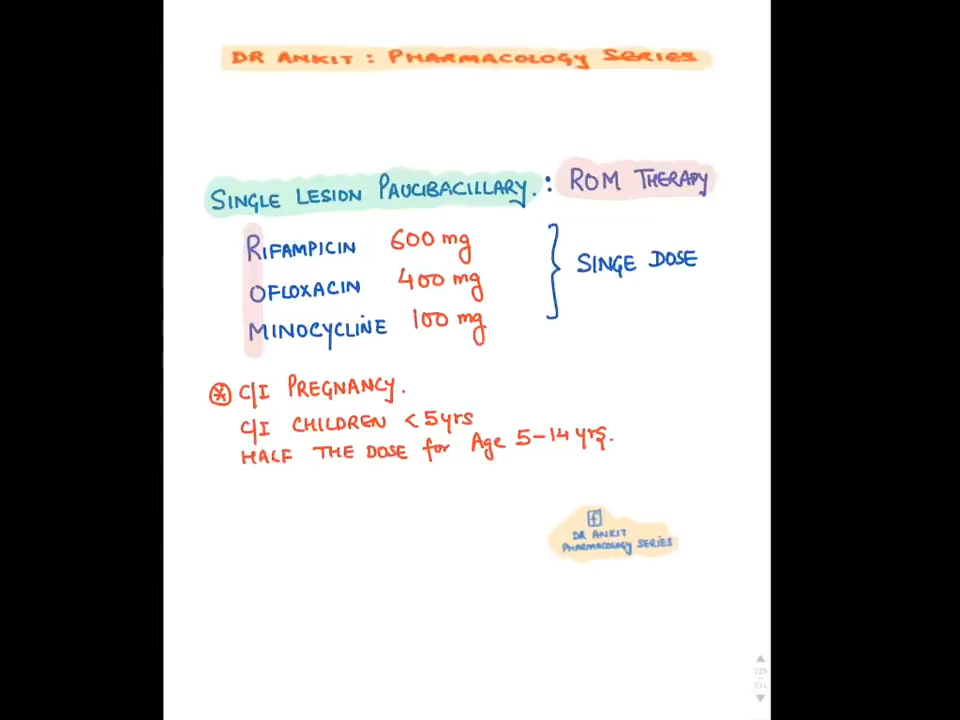 DR ANKIT : PHARMACOLOGY SERIES
SINGLE LESION PAUCIBACILLARY. : ROM THERAPY
RIFAMPICIN 600 mg
OFLOXACIN 400 mg
MINOCYCLINE 100 mg
SINGE DOSE
* C/I PREGNANCY.
C/I CHILDREN < 5yrs
HALF THE DOSE for Age 5-14 yrs.
f
DR ANKIT
PHARMACOLOGY SERIES